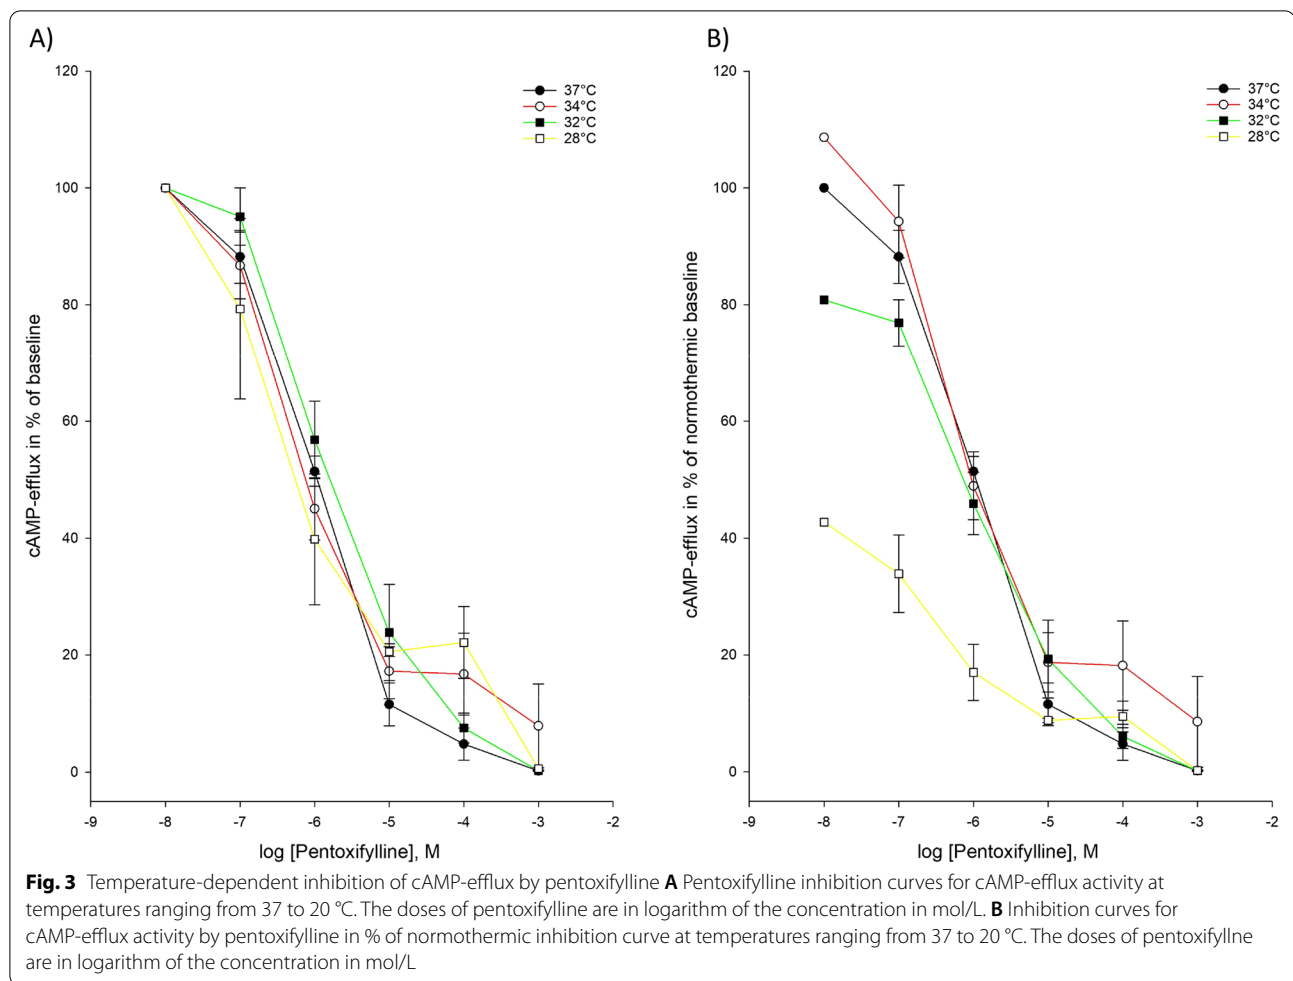 A)
120
100
80
60
40
20
0
cAMP-efflux in % of baseline
37°C
34°C
32°C
28°C
-9
-8
-7
-6
-5
-4
-3
-2
log [Pentoxifylline], M
B)
120
100
80
60
40
20
0
cAMP-efflux in % of normothermic baseline
37°C
34°C
32°C
28°C
-9
-8
-7
-6
-5
-4
-3
-2
log [Pentoxifylline], M
Fig. 3 Temperature-dependent inhibition of cAMP-efflux by pentoxifylline A Pentoxifylline inhibition curves for cAMP-efflux activity at
temperatures ranging from 37 to 20 °C. The doses of pentoxifylline are in logarithm of the concentration in mol/L. B Inhibition curves for
cAMP-efflux activity by pentoxifylline in % of normothermic inhibition curve at temperatures ranging from 37 to 20 °C. The doses of pentoxifyllne
are in logarithm of the concentration in mol/L